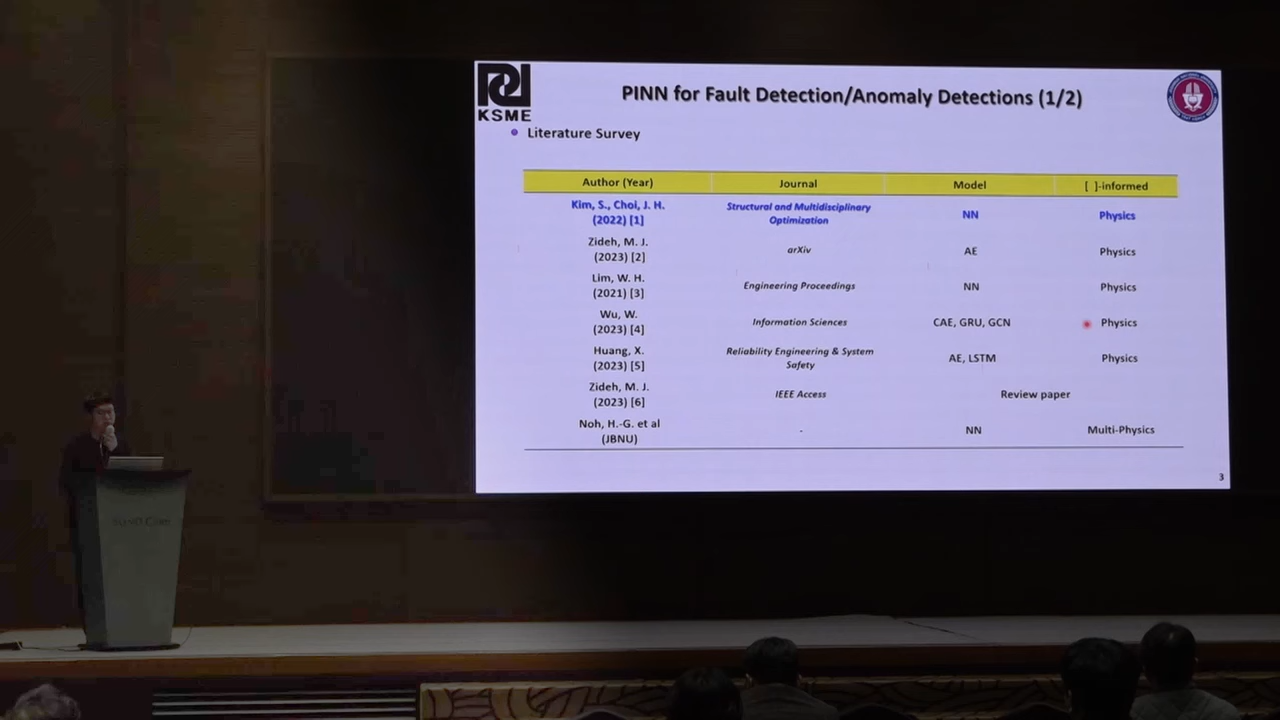 KSME
PINN for Fault Detection/Anomaly Detections (1/2)
Literature Survey
Author (Year) Journal Model [ ]-informed
Kim, S., Choi, J. H. (2022) [1] Structural and Multidisciplinary Optimization NN Physics
Zideh, M. J. (2023) [2] arXiv AE Physics
Lim, W. H. (2021) [3] Engineering Proceedings NN Physics
Wu, W. (2023) [4] Information Sciences CAE, GRU, GCN Physics
Huang, X. (2023) [5] Reliability Engineering & System Safety AE, LSTM Physics
Zideh, M. J. (2023) [6] IEEE Access Review paper
Noh, H.-G. et al (JBNU) - NN Multi-Physics
3